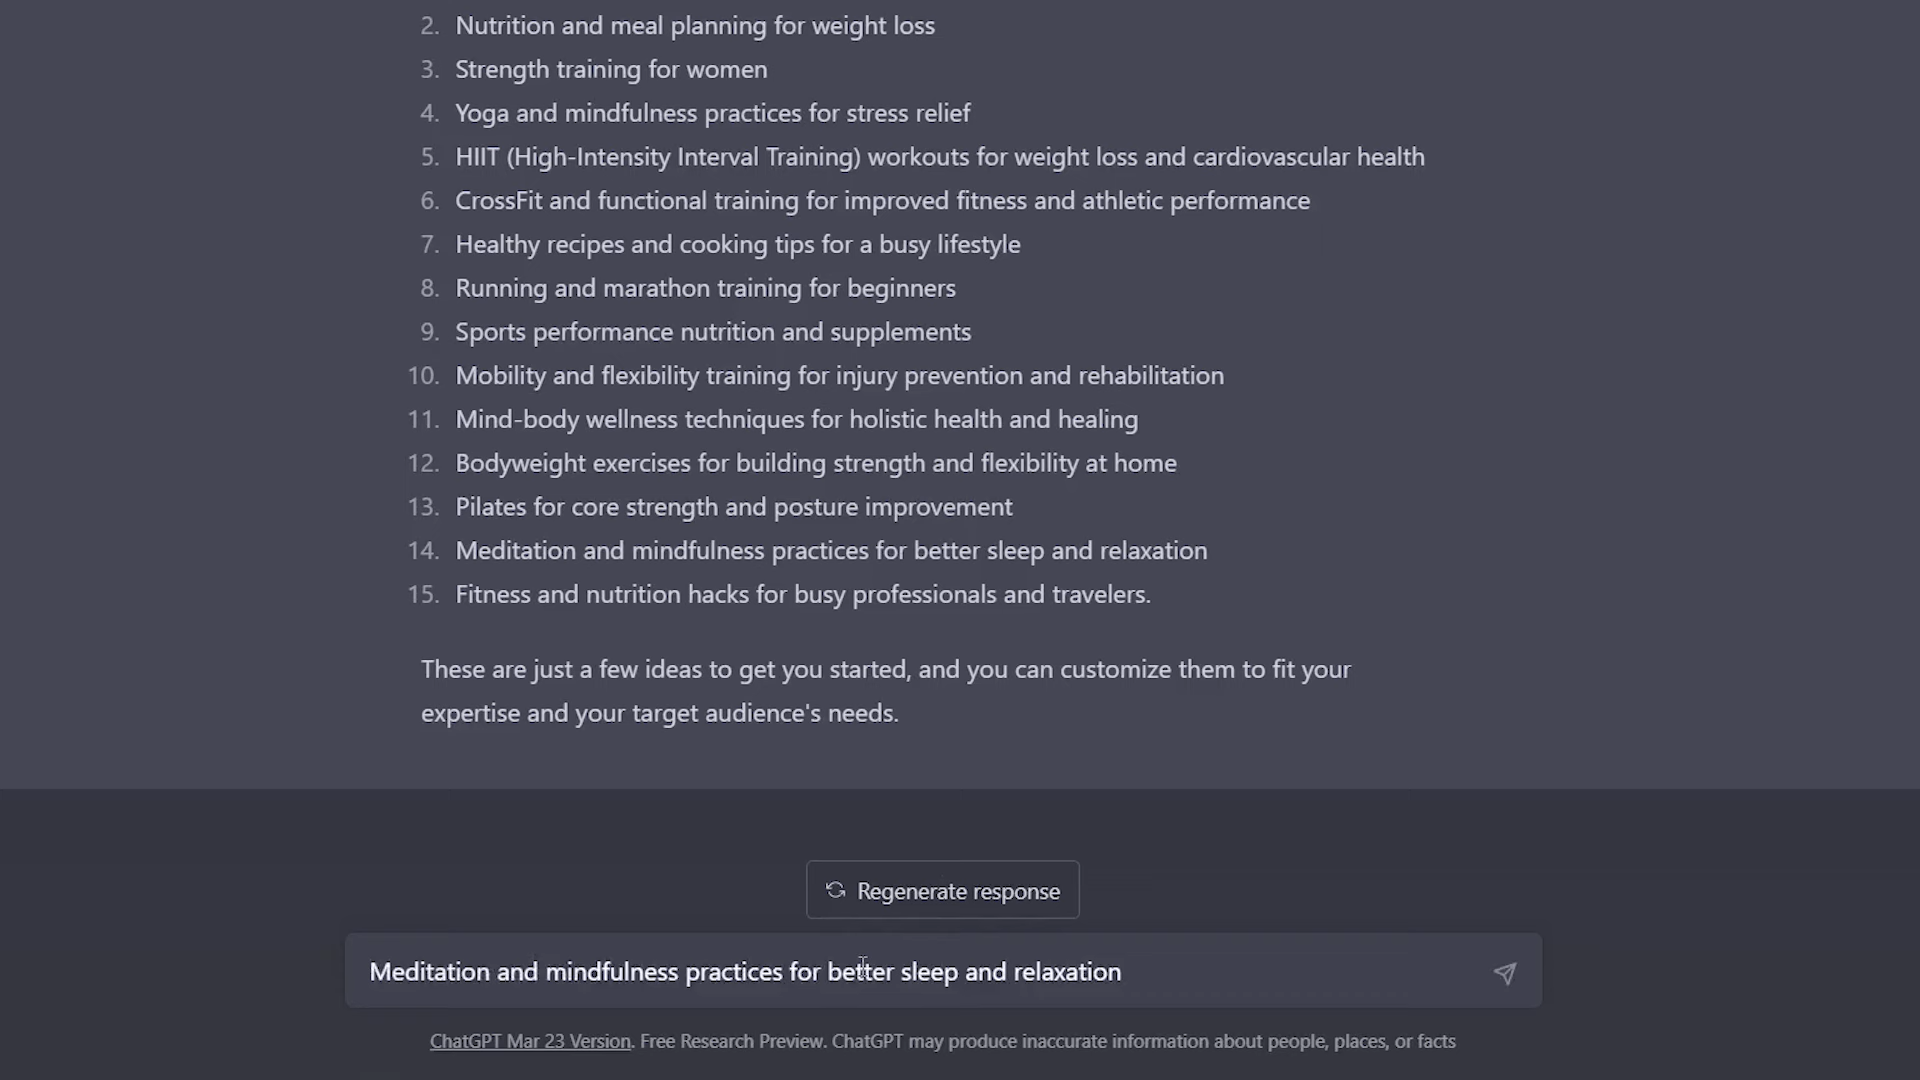 2. Nutrition and meal planning for weight loss
3. Strength training for women
4. Yoga and mindfulness practices for stress relief
5. HIIT (High-Intensity Interval Training) workouts for weight loss and cardiovascular health
6. CrossFit and functional training for improved fitness and athletic performance
7. Healthy recipes and cooking tips for a busy lifestyle
8. Running and marathon training for beginners
9. Sports performance nutrition and supplements
10. Mobility and flexibility training for injury prevention and rehabilitation
11. Mind-body wellness techniques for holistic health and healing
12. Bodyweight exercises for building strength and flexibility at home
13. Pilates for core strength and posture improvement
14. Meditation and mindfulness practices for better sleep and relaxation
15. Fitness and nutrition hacks for busy professionals and travelers.
These are just a few ideas to get you started, and you can customize them to fit your
expertise and your target audience's needs.
Regenerate response
Meditation and mindfulness practices for better sleep and relaxation
ChatGPT Mar 23 Version. Free Research Preview. ChatGPT may produce inaccurate information about people, places, or facts